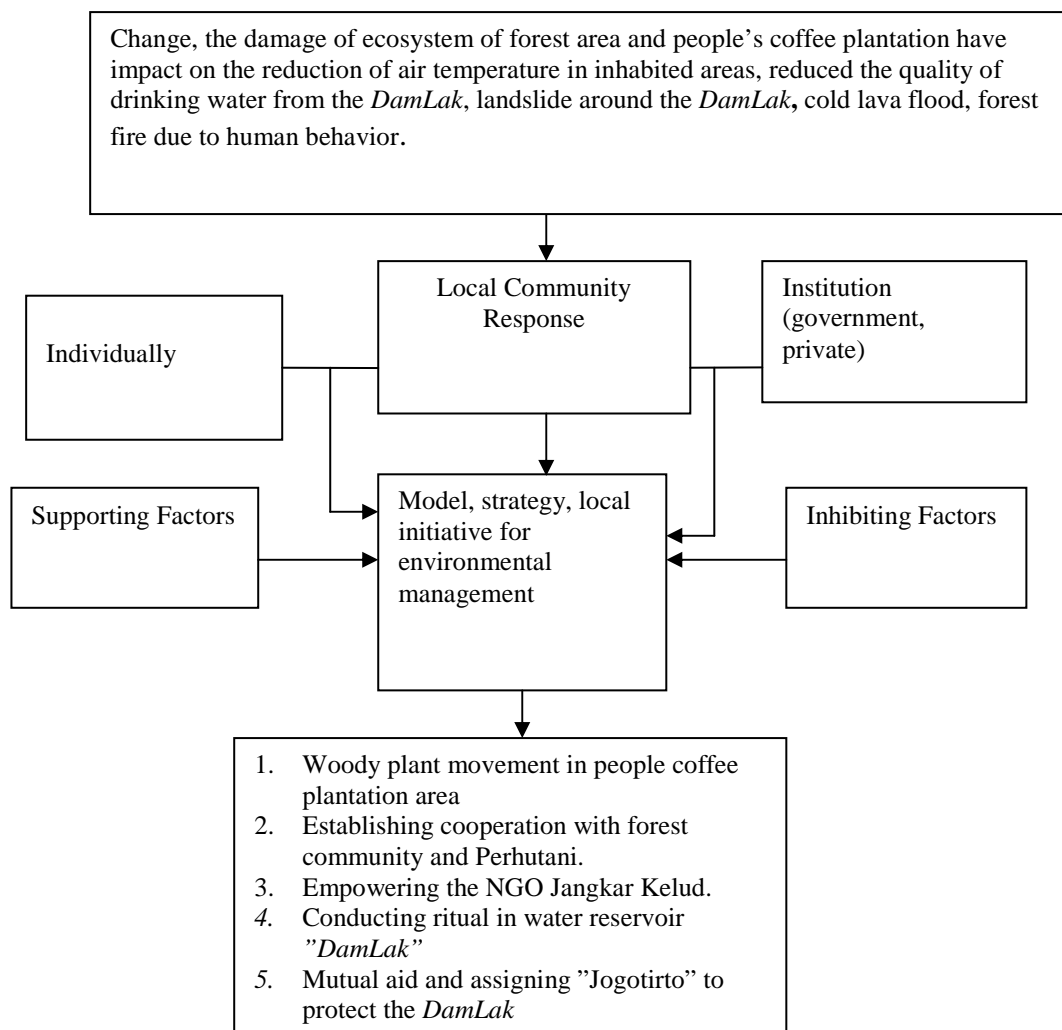 Change, the damage of ecosystem of forest area and people’s coffee plantation have
impact on the reduction of air temperature in inhabited areas, reduced the quality of
drinking water from the DamLak, landslide around the DamLak, cold lava flood, forest
fire due to human behavior.
Local Community
Response
Institution
(government,
private)
Individually
Supporting Factors
Model, strategy, local
initiative for
environmental
management
Inhibiting Factors
1. Woody plant movement in people coffee
plantation area
2. Establishing cooperation with forest
community and Perhutani.
3. Empowering the NGO Jangkar Kelud.
4. Conducting ritual in water reservoir
”DamLak”
5. Mutual aid and assigning ”Jogotirto” to
protect the DamLak